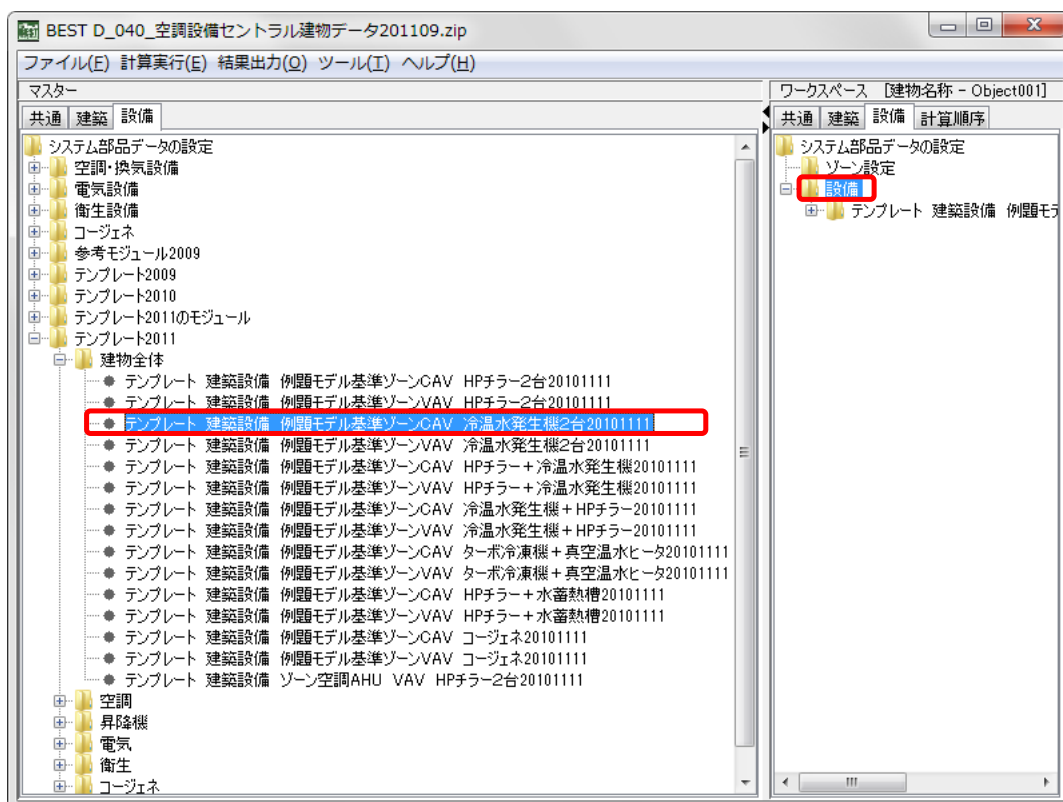 BEST D_040_空調設備セントラル建物データ201109.zip
ファイル(F) 計算実行(E) 結果出力(O) ツール(T) ヘルプ(H)
マスター
共通 建築 設備
システム部品データの設定
空調・換気設備
電気設備
衛生設備
コージェネ
参考モジュール2009
テンプレート2009
テンプレート2010
テンプレート2011のモジュール
テンプレート2011
建物全体
テンプレート 建築設備 例題モデル基準ゾーンCAV HPチラー2台20101111
テンプレート 建築設備 例題モデル基準ゾーンVAV HPチラー2台20101111
テンプレート 建築設備 例題モデル基準ゾーンCAV 冷温水発生機2台20101111
テンプレート 建築設備 例題モデル基準ゾーンVAV 冷温水発生機2台20101111
テンプレート 建築設備 例題モデル基準ゾーンCAV HPチラー+冷温水発生機20101111
テンプレート 建築設備 例題モデル基準ゾーンVAV HPチラー+冷温水発生機20101111
テンプレート 建築設備 例題モデル基準ゾーンCAV 冷温水発生機+HPチラー20101111
テンプレート 建築設備 例題モデル基準ゾーンVAV 冷温水発生機+HPチラー20101111
テンプレート 建築設備 例題モデル基準ゾーンCAV ターボ冷凍機+真空温水ヒータ20101111
テンプレート 建築設備 例題モデル基準ゾーンVAV ターボ冷凍機+真空温水ヒータ20101111
テンプレート 建築設備 例題モデル基準ゾーンCAV HPチラー+水蓄熱槽20101111
テンプレート 建築設備 例題モデル基準ゾーンVAV HPチラー+水蓄熱槽20101111
テンプレート 建築設備 例題モデル基準ゾーンCAV コージェネ20101111
テンプレート 建築設備 例題モデル基準ゾーンVAV コージェネ20101111
テンプレート 建築設備 ゾーン空調AHU VAV HPチラー2台20101111
空調
昇降機
電気
衛生
コージェネ
ワークスペース [建物名称 - Object001]
共通 建築 設備 計算順序
システム部品データの設定
ゾーン設定
設備
テンプレート 建築設備 例題モデ